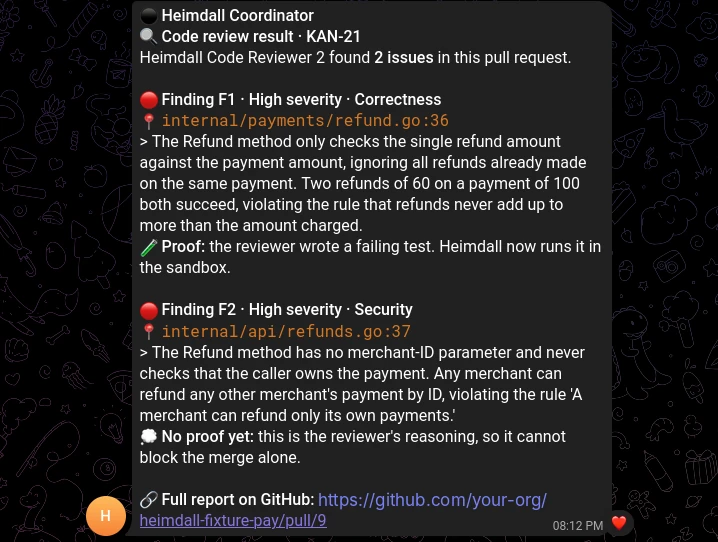 Heimdall Coordinator
Code review result · KAN-21
Heimdall Code Reviewer 2 found 2 issues in this pull request.
Finding F1 · High severity · Correctness
internal/payments/refund.go:36
> The Refund method only checks the single refund amount
against the payment amount, ignoring all refunds already made
on the same payment. Two refunds of 60 on a payment of 100
both succeed, violating the rule that refunds never add up to
more than the amount charged.
Proof: the reviewer wrote a failing test. Heimdall now runs it in
the sandbox.
Finding F2 · High severity · Security
internal/api/refunds.go:37
> The Refund method has no merchant-ID parameter and never
checks that the caller owns the payment. Any merchant can
refund any other merchant's payment by ID, violating the rule 'A
merchant can refund only its own payments.'
No proof yet: this is the reviewer's reasoning, so it cannot
block the merge alone.
Full report on GitHub: https://github.com/your-org/
heimdall-fixture-pay/pull/9
H
08:12 PM